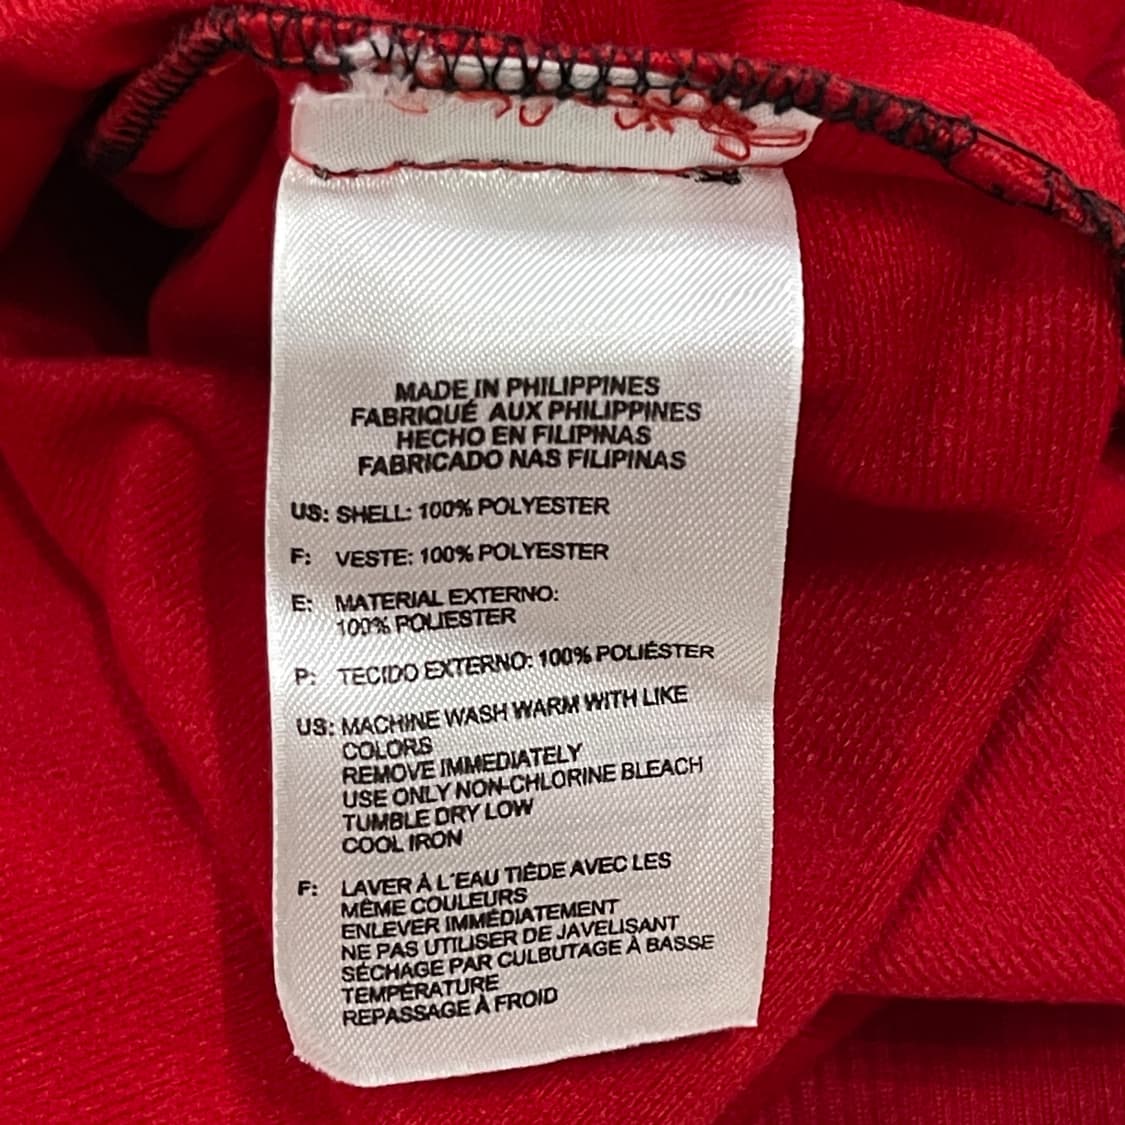 MADE IN PHILIPPINES
FABRIQUÉ AUX PHILIPPINES
HECHO EN FILIPINAS
FABRICADO NAS FILIPINAS
US: SHELL: 100% POLYESTER
F: VESTE: 100% POLYESTER
E: MATERIAL EXTERNO:
100% POLIESTER
P: TECIDO EXTERNO: 100% POLIÉSTER
US: MACHINE WASH WARM WITH LIKE
COLORS
REMOVE IMMEDIATELY
USE ONLY NON-CHLORINE BLEACH
TUMBLE DRY LOW
COOL IRON
F: LAVER À L'EAU TIÈDE AVEC LES
MÊME COULEURS
ENLEVER IMMÉDIATEMENT
NE PAS UTILISER DE JAVELISANT
SÉCHAGE PAR CULBUTAGE À BASSE
TEMPÉRATURE
REPASSAGE À FROID